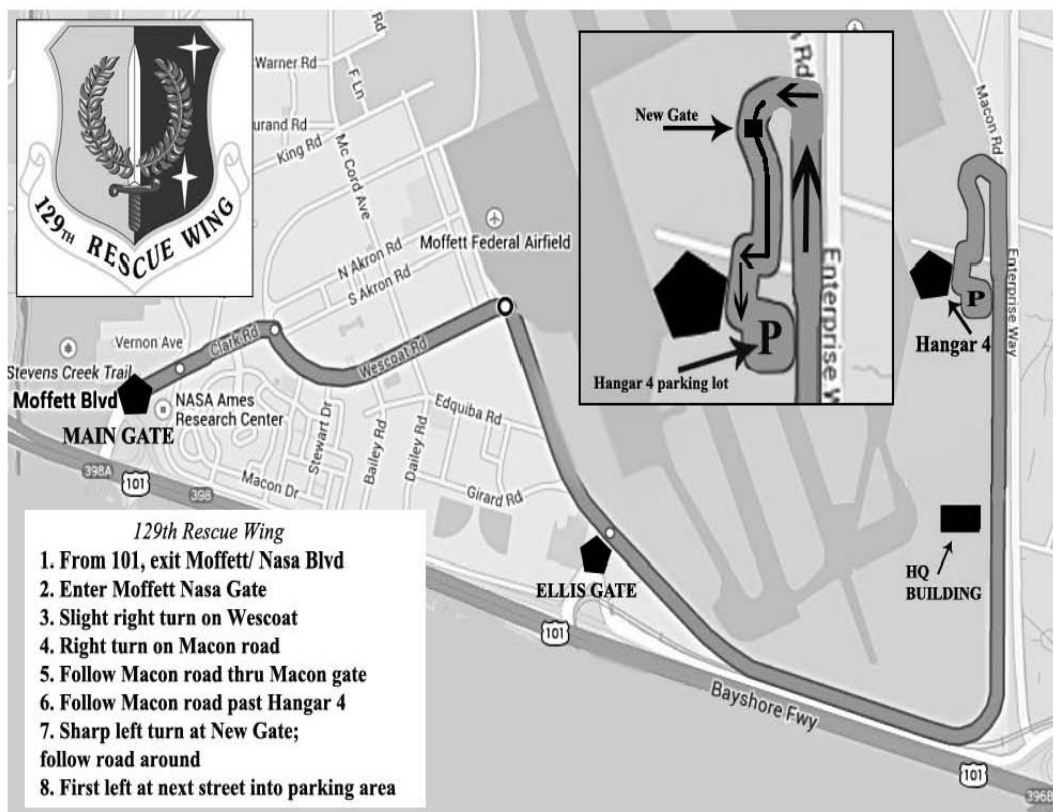 129TH RESCUE WING
Warner Rd
F Ln
urand Rd
King Rd
Mc Cord Ave
Moffett Federal Airfield
N Akron Rd
S Akron Rd
Vernon Ave
Clark Rd
Wescoat Rd
Stevens Creek Trail
Moffett Blvd
MAIN GATE
NASA Ames
Research Center
Stewart Dr
Bailey Rd
Dailey Rd
Edquiba Rd
Macon Dr
Girard Rd
398A
101
398
ELLIS GATE
101
Bayshore Fwy
101
396B
Rd
New Gate
Enterprise W
P
Hangar 4 parking lot
Macon Rd
Enterprise Way
P
Hangar 4
HQ
BUILDING
129th Rescue Wing
1. From 101, exit Moffett/ Nasa Blvd
2. Enter Moffett Nasa Gate
3. Slight right turn on Wescoat
4. Right turn on Macon road
5. Follow Macon road thru Macon gate
6. Follow Macon road past Hangar 4
7. Sharp left turn at New Gate;
follow road around
8. First left at next street into parking area